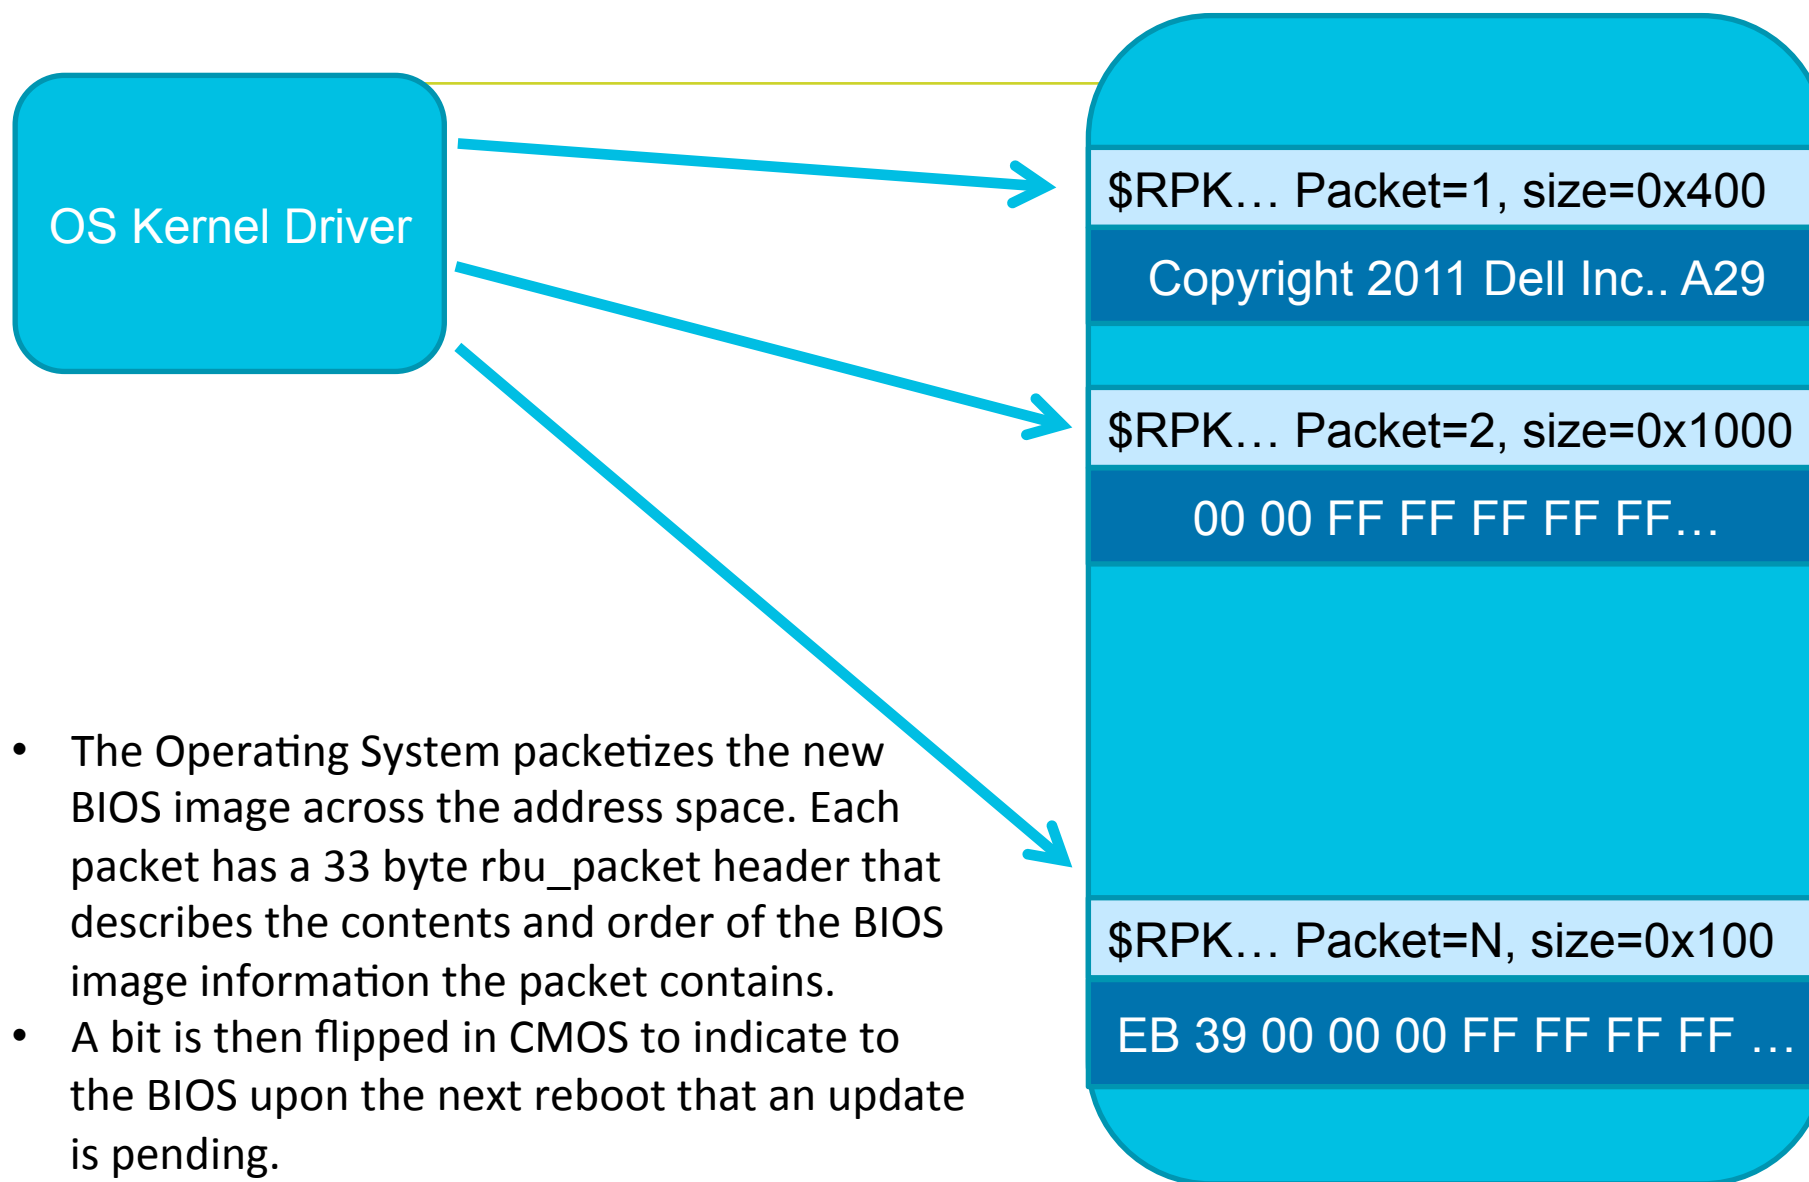 OS Kernel Driver
$RPK… Packet=1, size=0x400
Copyright 2011 Dell Inc.. A29
$RPK… Packet=2, size=0x1000
00 00 FF FF FF FF FF…
$RPK… Packet=N, size=0x100
EB 39 00 00 00 FF FF FF FF …
• The Operating System packetizes the new
BIOS image across the address space. Each
packet has a 33 byte rbu_packet header that
describes the contents and order of the BIOS
image information the packet contains.
• A bit is then flipped in CMOS to indicate to
the BIOS upon the next reboot that an update
is pending.